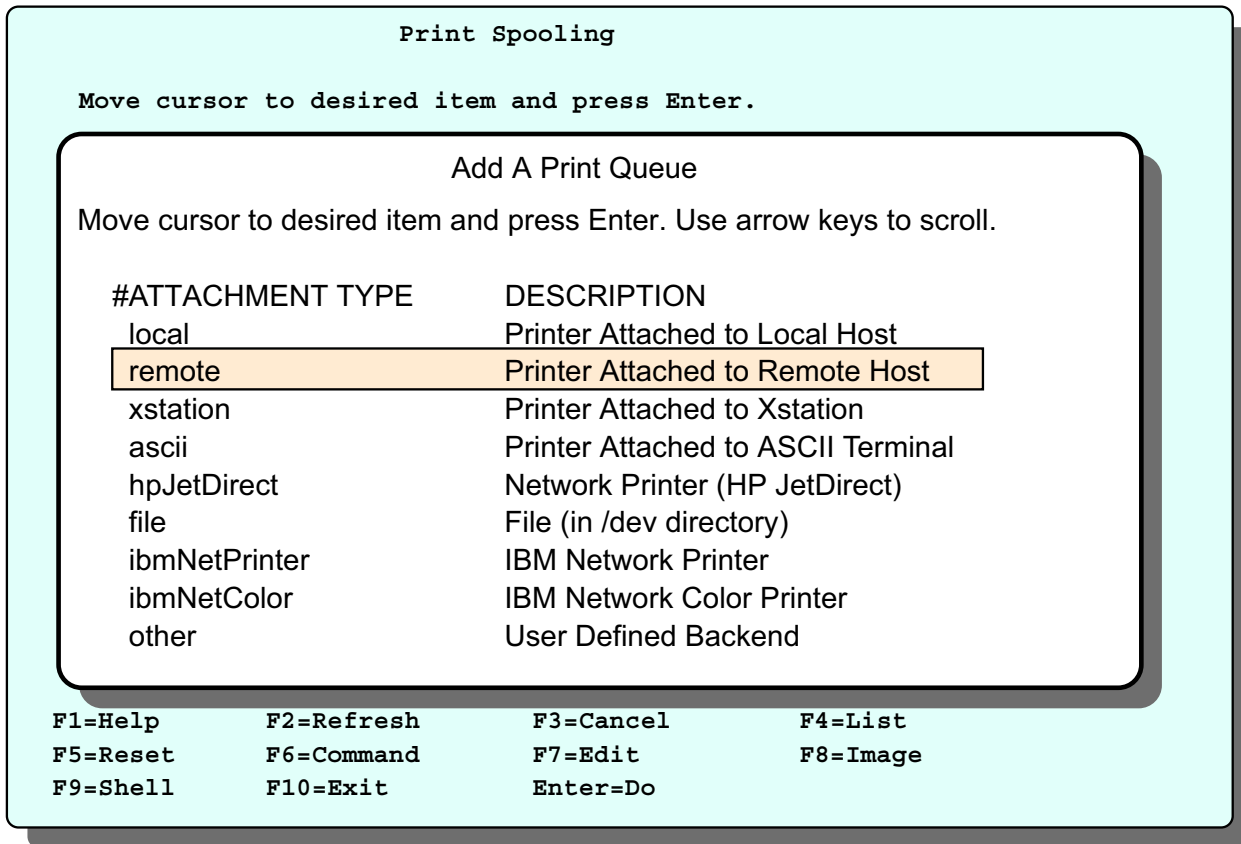 Print Spooling
Move cursor to desired item and press Enter.
Add A Print Queue
Move cursor to desired item and press Enter. Use arrow keys to scroll.
#ATTACHMENT TYPE DESCRIPTION
local Printer Attached to Local Host
remote Printer Attached to Remote Host
xstation Printer Attached to Xstation
ascii Printer Attached to ASCII Terminal
hpJetDirect Network Printer (HP JetDirect)
file File (in /dev directory)
ibmNetPrinter IBM Network Printer
ibmNetColor IBM Network Color Printer
other User Defined Backend
F1=Help F2=Refresh F3=Cancel F4=List
F5=Reset F6=Command F7=Edit F8=Image
F9=Shell F10=Exit Enter=Do